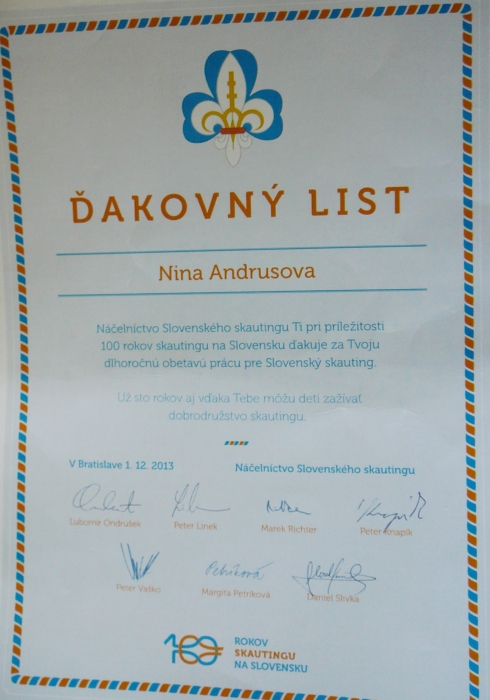 ĎAKOVNÝ LIST
Nina Andrusova
Náčelníctvo Slovenského skautingu Ti pri príležitosti
100 rokov skautingu na Slovensku ďakuje za Tvoju
dlhoročnú obetavú prácu pre Slovenský skauting.
Už sto rokov aj vďaka Tebe môžu deti zažívať
dobrodružstvo skautingu.
V Bratislave 1. 12. 2013 Náčelníctvo Slovenského skautingu
Ľubomír Ondrušek Peter Linek Marek Richter Peter Knapík
Petríková
Peter Vaško Margita Petríková Daniel Slivka
100 ROKOV
SKAUTINGU
NA SLOVENSKU